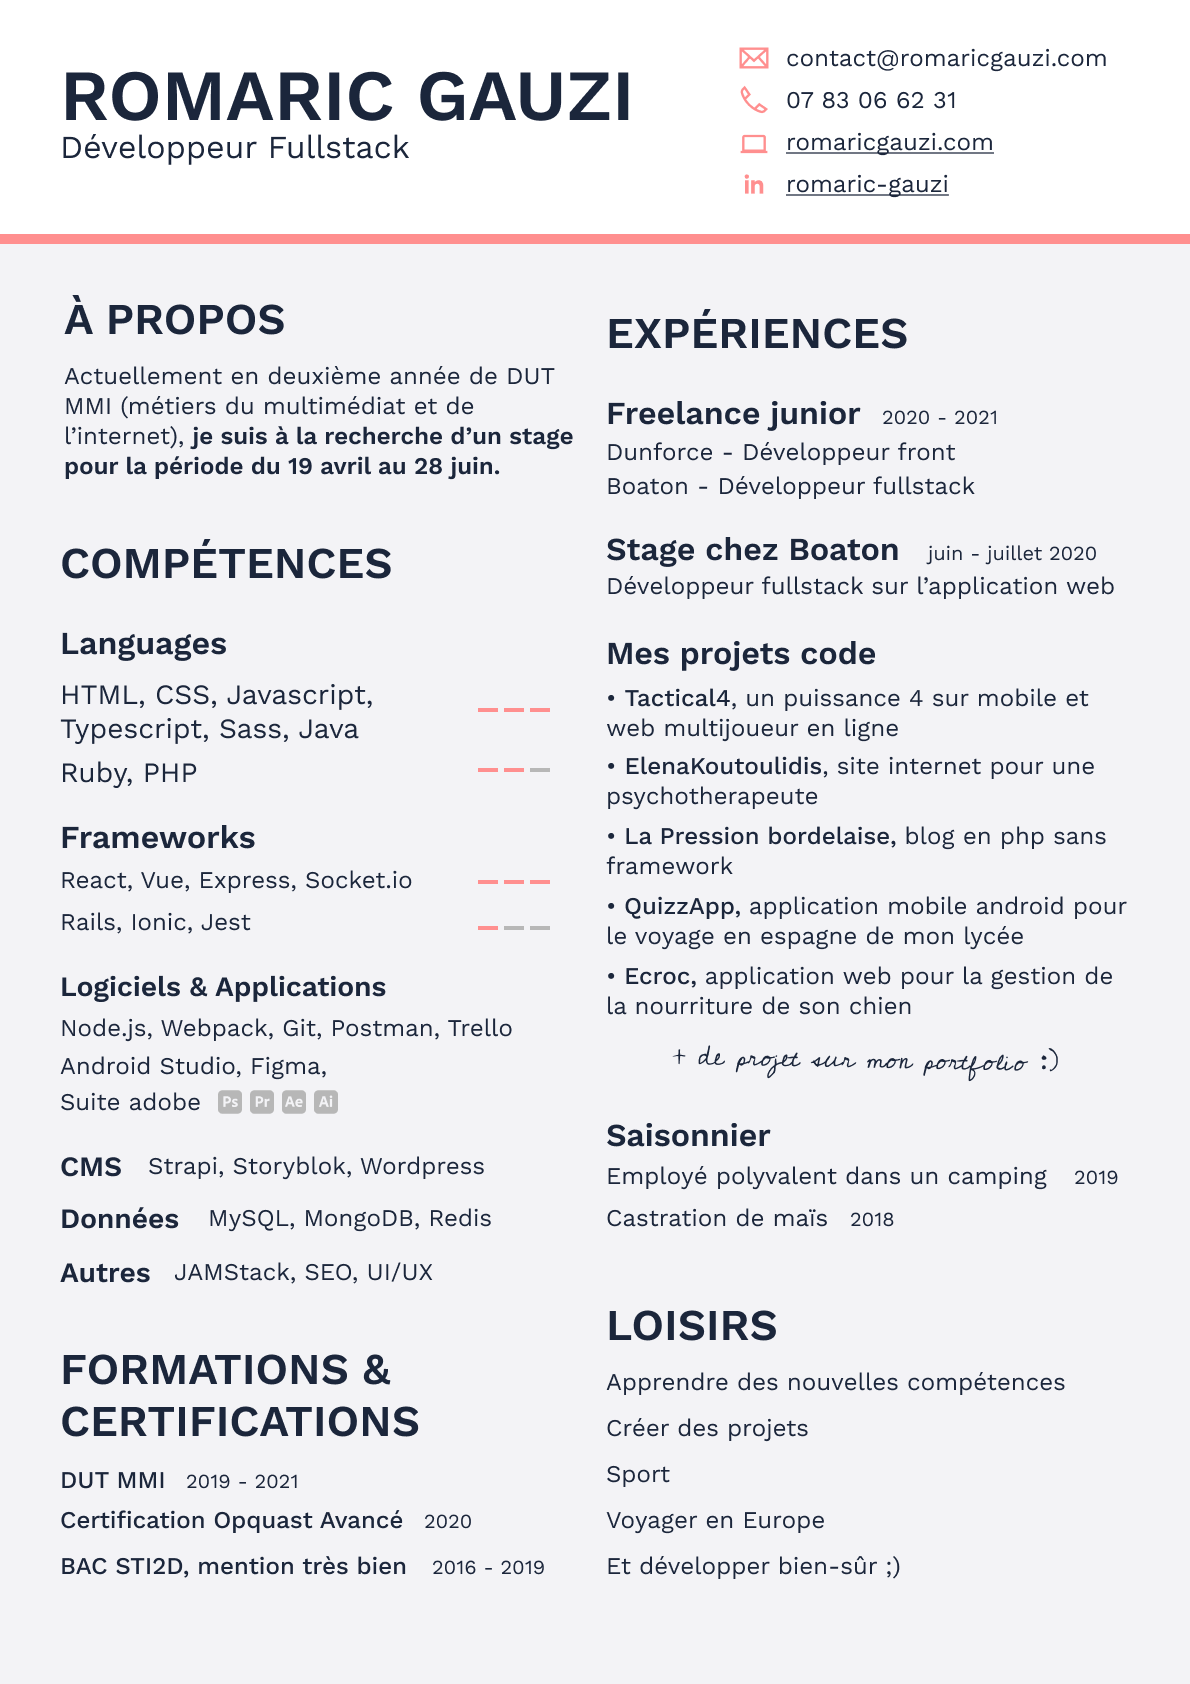 ROMARIC GAUZI
Développeur Fullstack
contact@romaricgauzi.com
07 83 06 62 31
romaricgauzi.com
in romaric-gauzi
À PROPOS
Actuellement en deuxième année de DUT
MMI (métiers du multimédiat et de
l’internet), je suis à la recherche d’un stage
pour la période du 19 avril au 28 juin.
COMPÉTENCES
Languages
HTML, CSS, Javascript,
Typescript, Sass, Java
Ruby, PHP
Frameworks
React, Vue, Express, Socket.io
Rails, Ionic, Jest
Logiciels & Applications
Node.js, Webpack, Git, Postman, Trello
Android Studio, Figma,
Suite adobe Ps Pr Ae Ai
CMS Strapi, Storyblok, Wordpress
Données MySQL, MongoDB, Redis
Autres JAMStack, SEO, UI/UX
FORMATIONS &
CERTIFICATIONS
DUT MMI 2019 - 2021
Certification Opquast Avancé 2020
BAC STI2D, mention très bien 2016 - 2019
EXPÉRIENCES
Freelance junior 2020 - 2021
Dunforce - Développeur front
Boaton - Développeur fullstack
Stage chez Boaton juin - juillet 2020
Développeur fullstack sur l’application web
Mes projets code
• Tactical4, un puissance 4 sur mobile et
web multijoueur en ligne
• ElenaKoutoulidis, site internet pour une
psychotherapeute
• La Pression bordelaise, blog en php sans
framework
• QuizzApp, application mobile android pour
le voyage en espagne de mon lycée
• Ecroc, application web pour la gestion de
la nourriture de son chien
+ de projet sur mon portfolio :)
Saisonnier
Employé polyvalent dans un camping 2019
Castration de maïs 2018
LOISIRS
Apprendre des nouvelles compétences
Créer des projets
Sport
Voyager en Europe
Et développer bien-sûr ;)